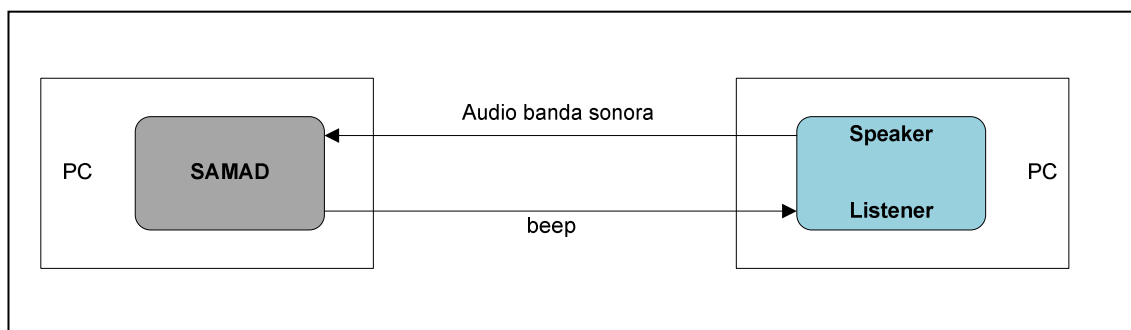 Audio banda sonora
Speaker
PC
SAMAD
PC
Listener
beep